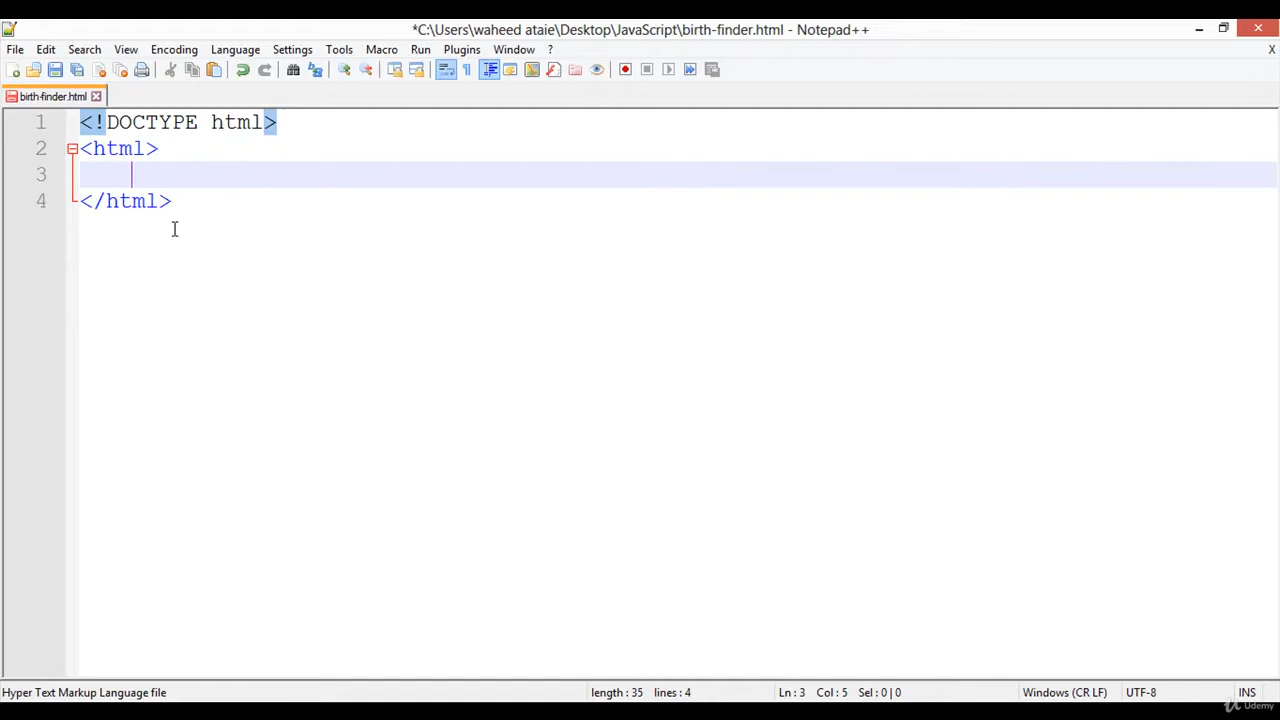 *C:\Users\waheed ataie\Desktop\JavaScript\birth-finder.html - Notepad++
File Edit Search View Encoding Language Settings Tools Macro Run Plugins Window ? X
birth-finder.html
1 <!DOCTYPE html>
2 <html>
3
4 </html>
Hyper Text Markup Language file length : 35 lines : 4 Ln : 3 Col : 5 Sel : 0 | 0 Windows (CR LF) UTF-8 INS
Udemy